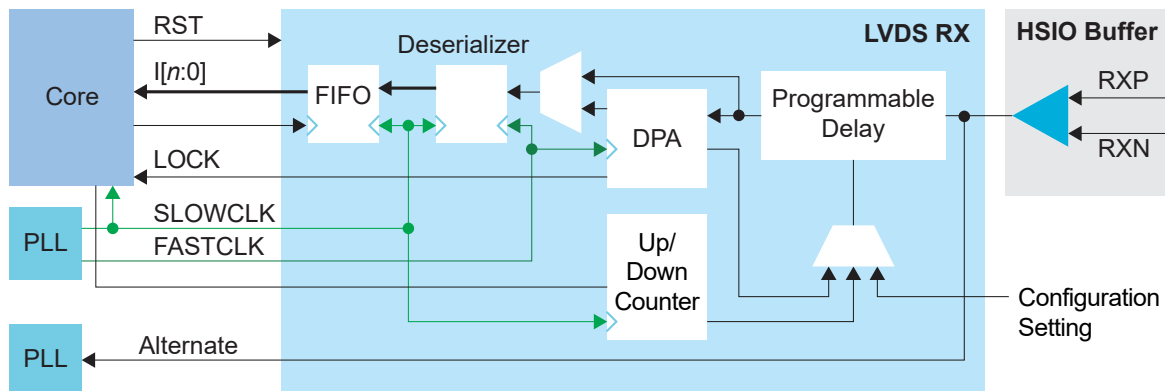 RST
LVDS RX
HSIO Buffer
Deserializer
I[n:0]
Core
FIFO
Programmable
Delay
RXP
RXN
DPA
LOCK
SLOWCLK
PLL
FASTCLK
Up/
Down
Counter
Configuration
Setting
Alternate
PLL